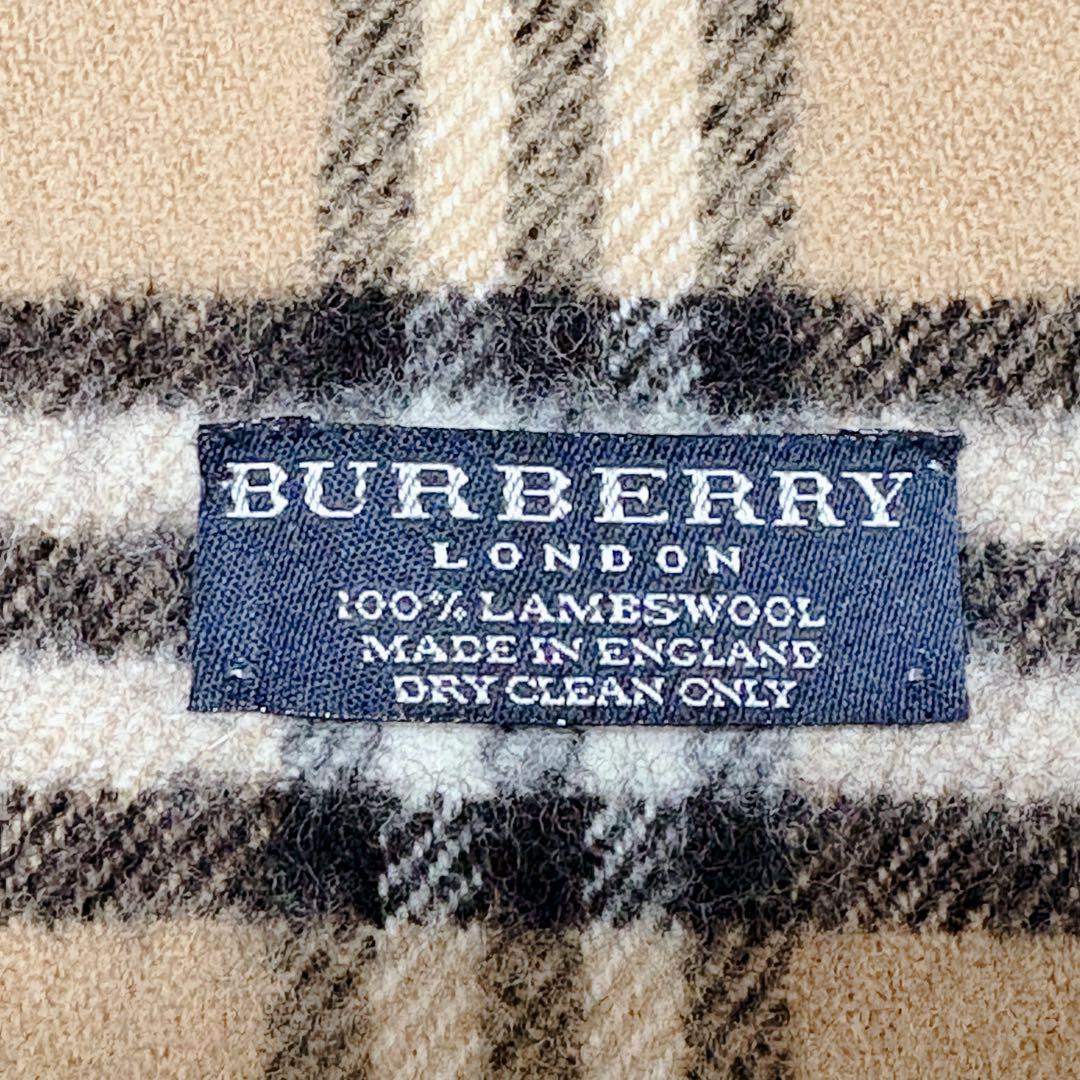 BURBERRY
LONDON
100% LAMBSWOOL
MADE IN ENGLAND
DRY CLEAN ONLY